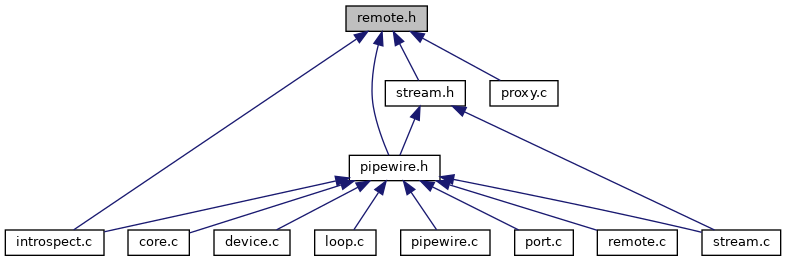 remote.h
stream.h
proxy.c
pipewire.h
introspect.c
core.c
device.c
loop.c
pipewire.c
port.c
remote.c
stream.c